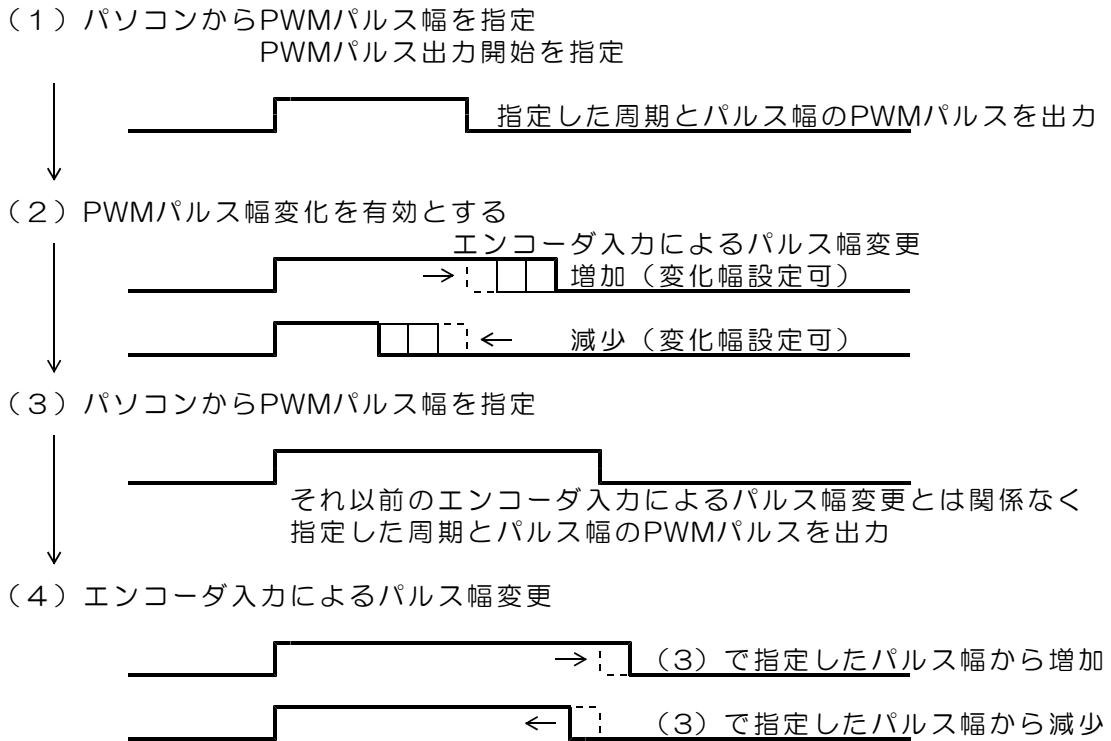 （１）パソコンからPWMパルス幅を指定
PWMパルス出力開始を指定
指定した周期とパルス幅のPWMパルスを出力
（２）PWMパルス幅変化を有効とする
エンコーダ入力によるパルス幅変更
増加（変化幅設定可）
減少（変化幅設定可）
（３）パソコンからPWMパルス幅を指定
それ以前のエンコーダ入力によるパルス幅変更とは関係なく
指定した周期とパルス幅のPWMパルスを出力
（４）エンコーダ入力によるパルス幅変更
（３）で指定したパルス幅から増加
（３）で指定したパルス幅から減少